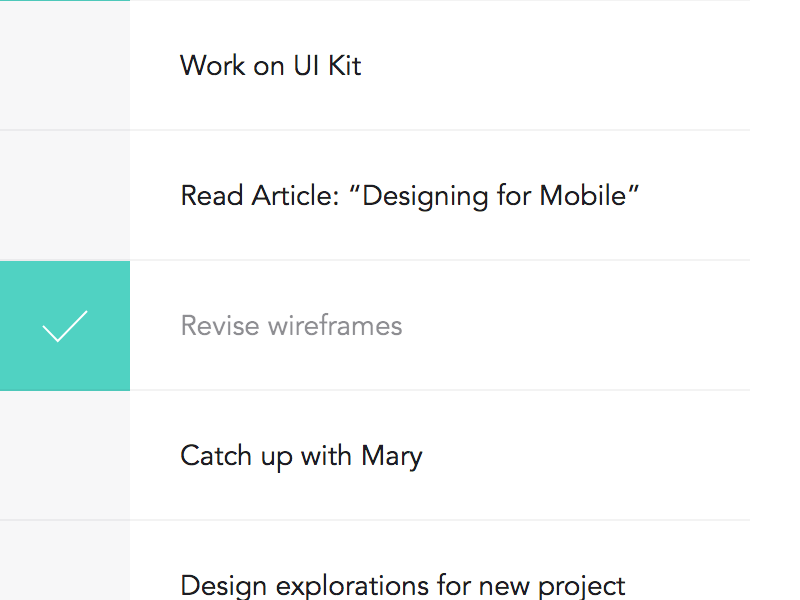 Work on UI Kit
Read Article: “Designing for Mobile”
Revise wireframes
Catch up with Mary
Design explorations for new project